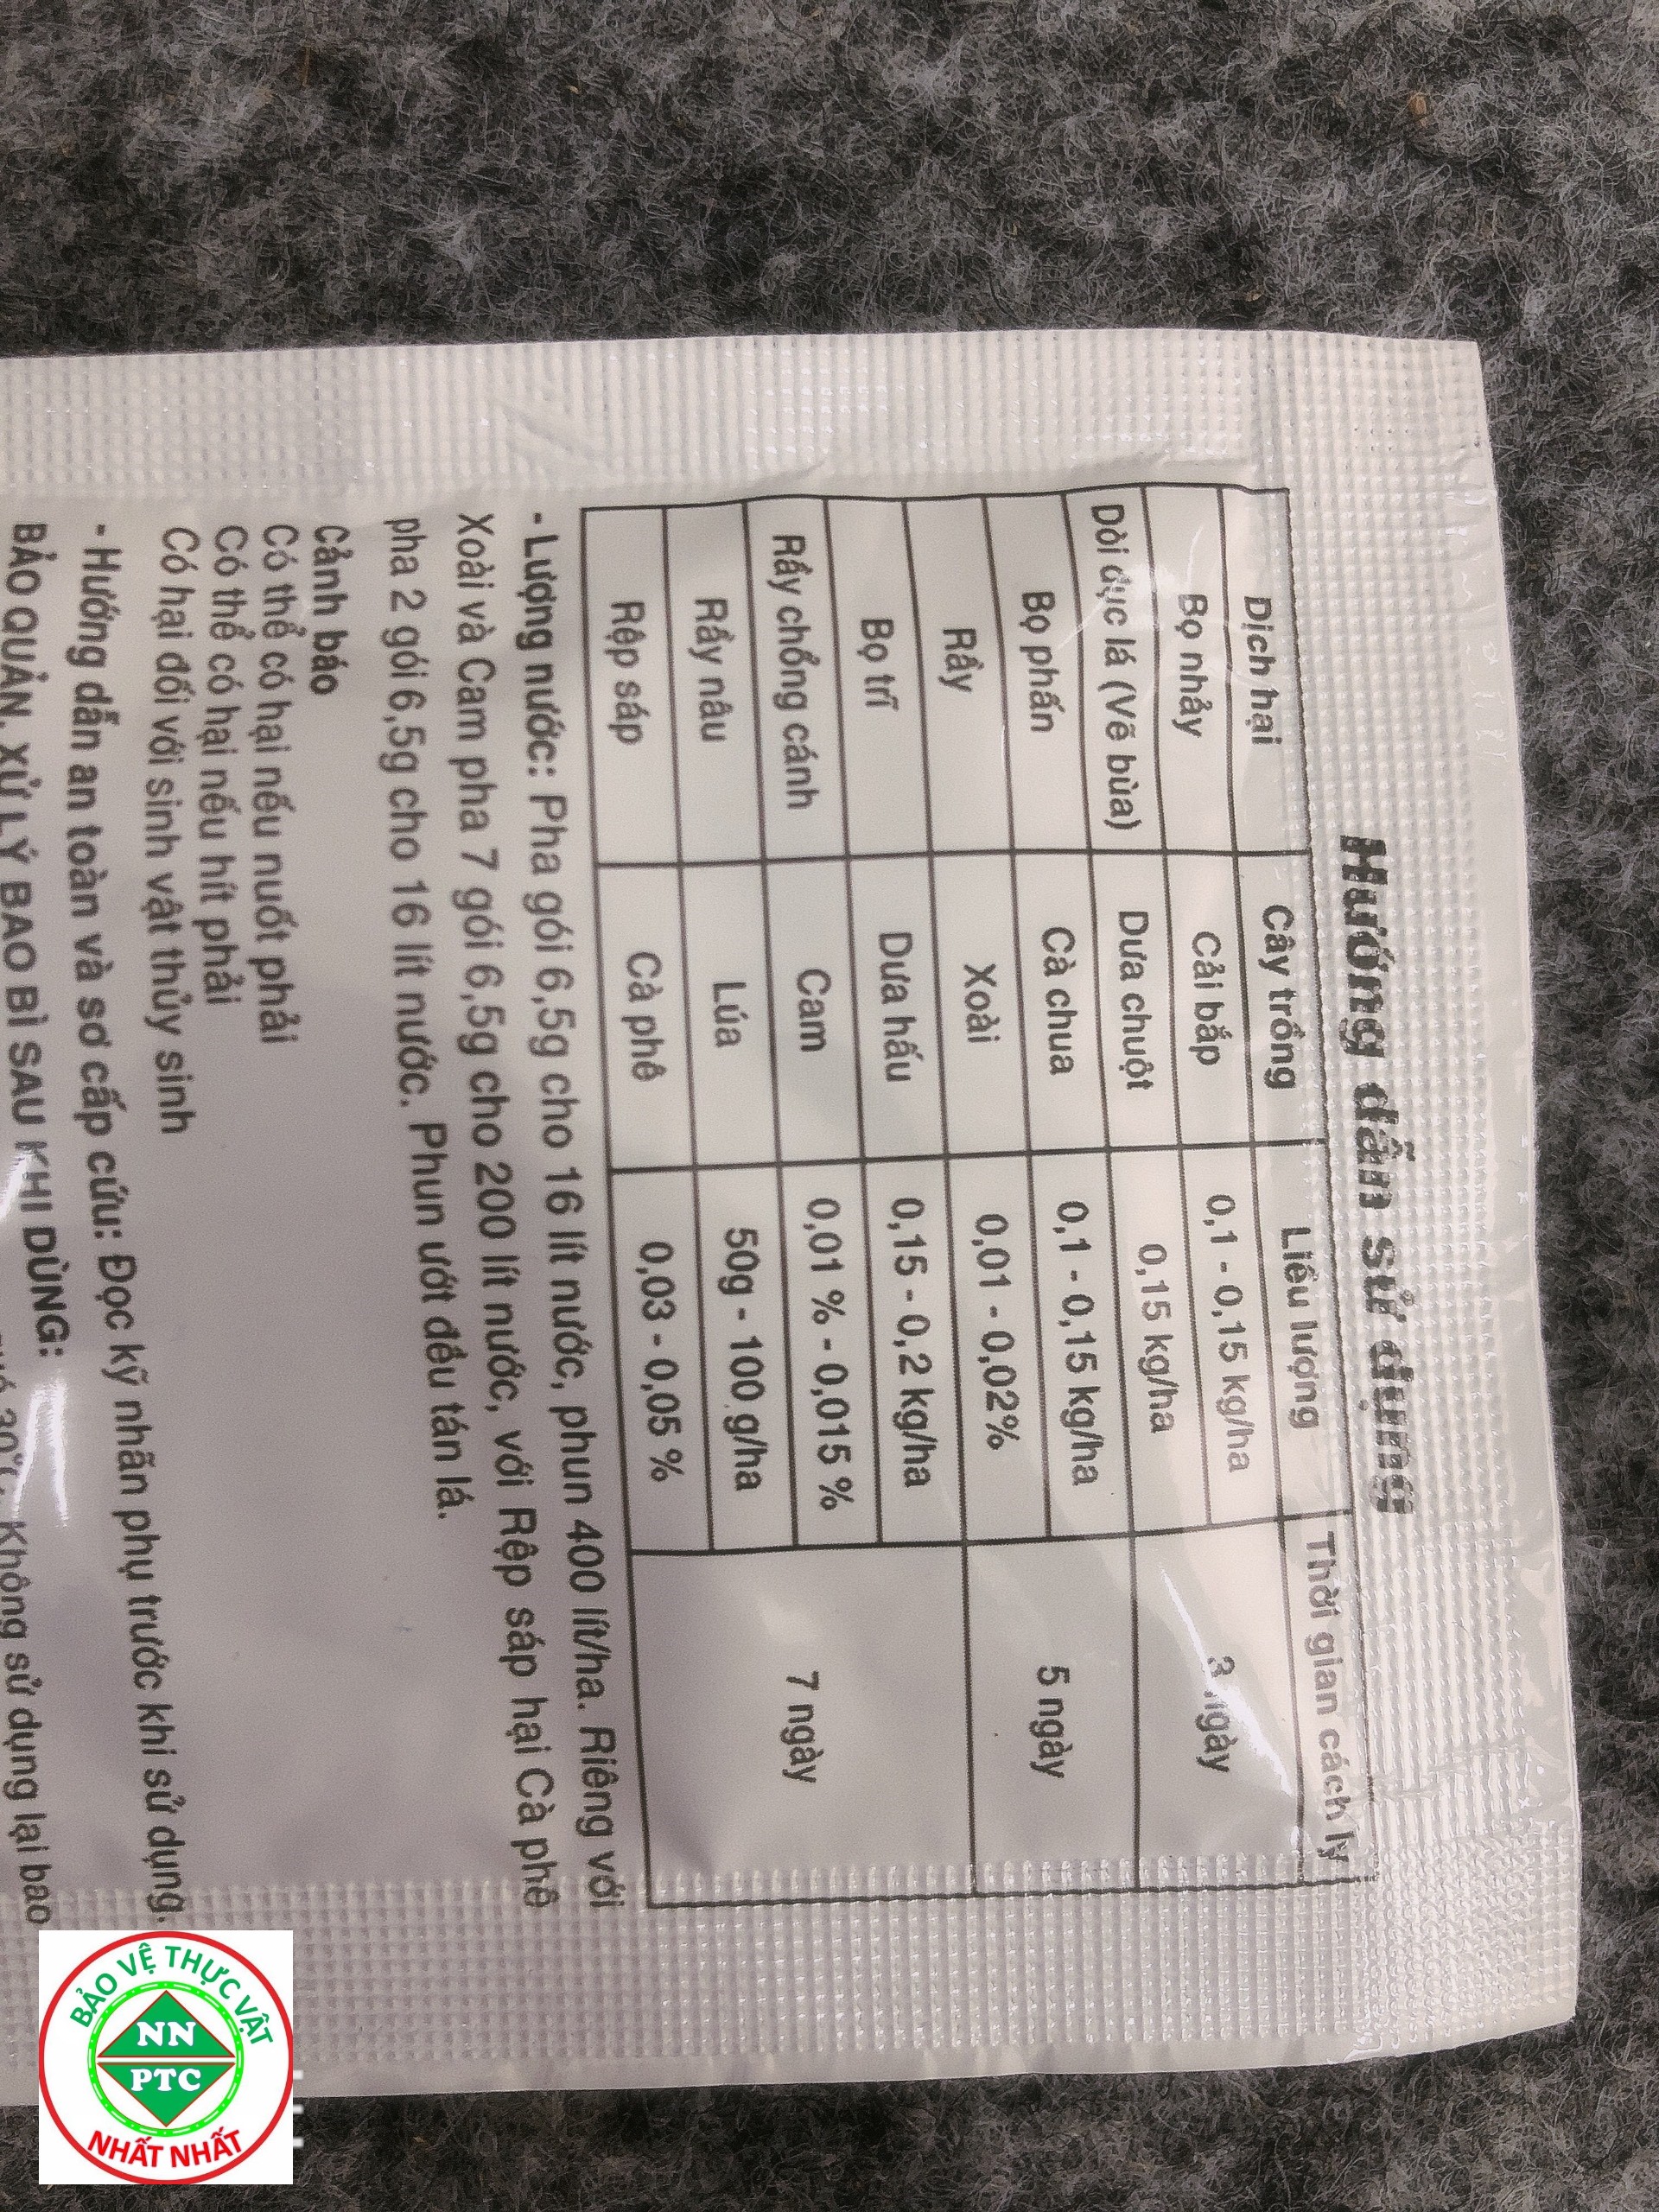 Hướng dẫn sử dụng
Dịch hại Cây trồng Liều lượng Thời gian cách ly
Bọ nhảy Cải bắp 0,1 - 0,15 kg/ha 3 ngày
Dòi đục lá (Vẽ bùa) Dưa chuột 0,15 kg/ha
Bọ phấn Cà chua 0,1 - 0,15 kg/ha 5 ngày
Rầy Xoài 0,01 - 0,02%
Bọ trĩ Dưa hấu 0,15 - 0,2 kg/ha 7 ngày
Rầy chổng cánh Cam 0,01 % - 0,015 %
Rầy nâu Lúa 50g - 100 g/ha
Rệp sáp Cà phê 0,03 - 0,05 %
- Lượng nước: Pha gói 6,5g cho 16 lít nước, phun 400 lít/ha. Riêng với
Xoài và Cam pha 7 gói 6,5g cho 200 lít nước, với Rệp sáp hại Cà phê
pha 2 gói 6,5g cho 16 lít nước. Phun ướt đều tán lá.
Cảnh báo
Có thể có hại nếu nuốt phải
Có thể có hại nếu hít phải
Có hại đối với sinh vật thủy sinh
- Hướng dẫn an toàn và sơ cấp cứu: Đọc kỹ nhãn phụ trước khi sử dụng.
BẢO QUẢN, XỬ LÝ BAO BÌ SAU KHI DÙNG:
30°C. Không sử dụng lại bao
BẢO VỆ THỰC VẬT
NN
PTC
NHẤT NHẤT